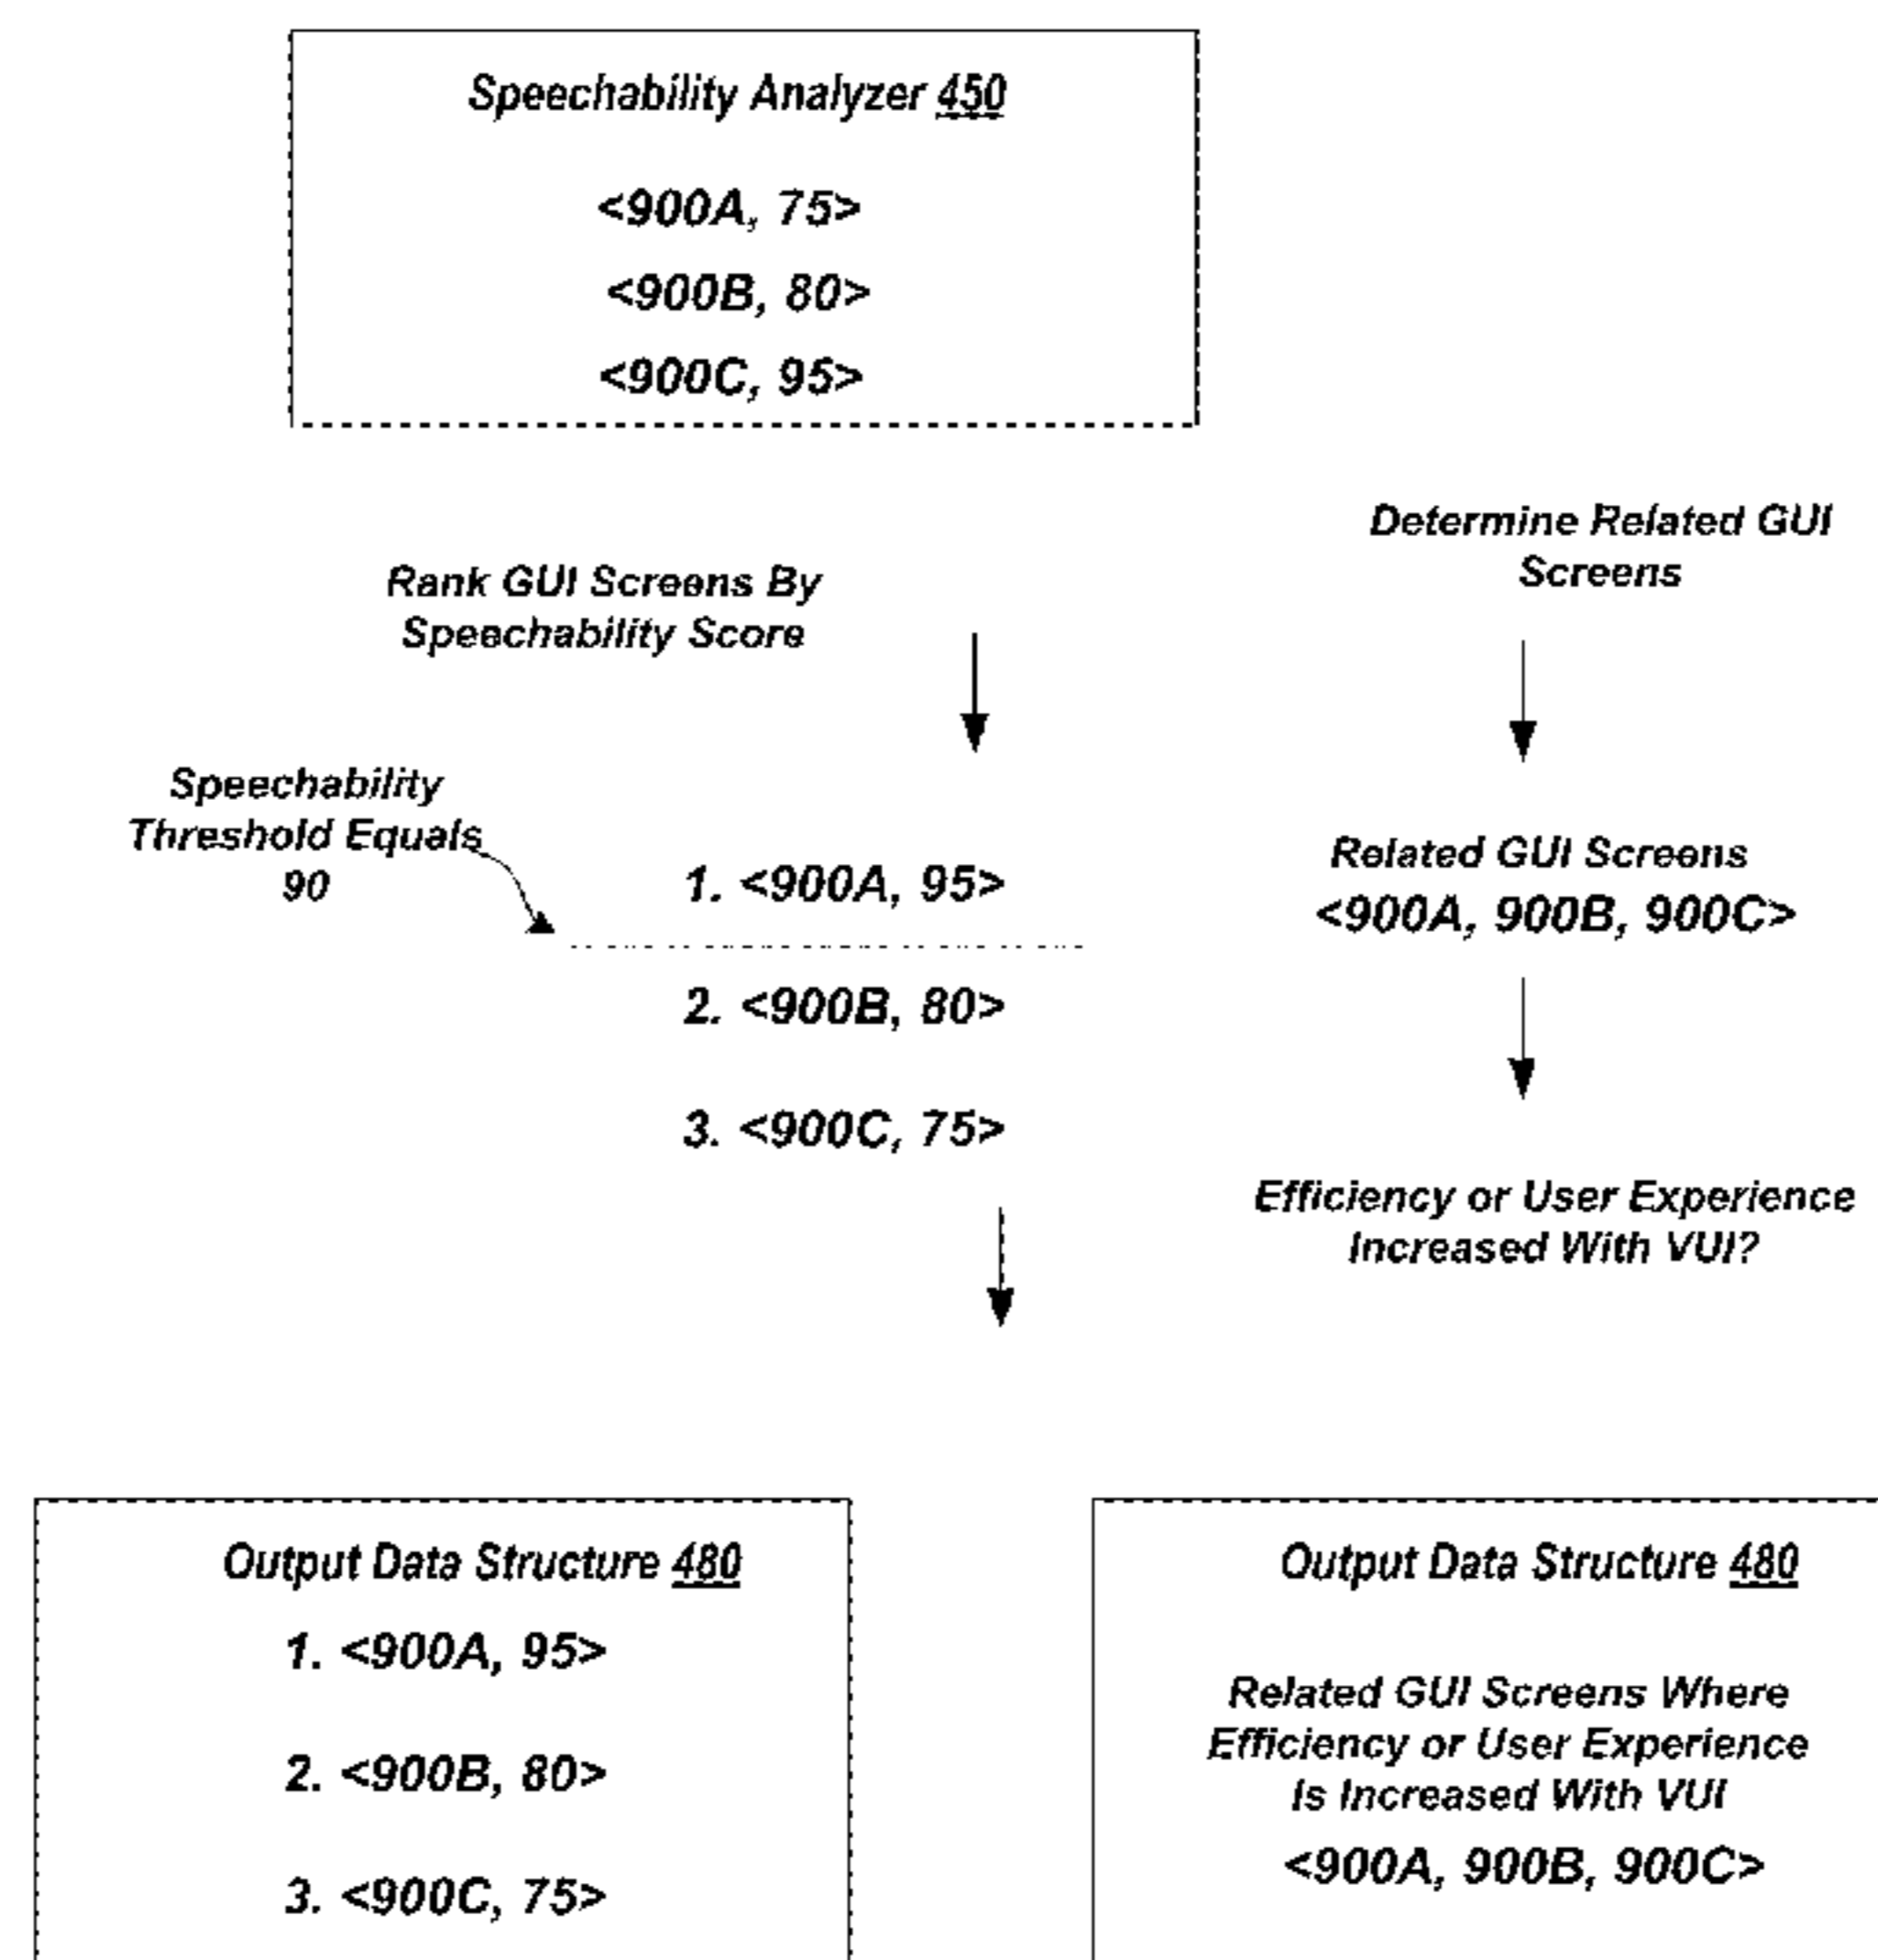 Speechability Analyzer 450
<900A, 75>
<900B, 80>
<900C, 95>
Rank GUI Screens By
Speechability Score
Determine Related GUI
Screens
Speechability
Threshold Equals
90
1. <900A, 95>
2. <900B, 80>
3. <900C, 75>
Related GUI Screens
<900A, 900B, 900C>
Efficiency or User Experience
Increased With VUI?
Output Data Structure 480
1. <900A, 95>
2. <900B, 80>
3. <900C, 75>
Output Data Structure 480
Related GUI Screens Where
Efficiency or User Experience
Is Increased With VUI
<900A, 900B, 900C>